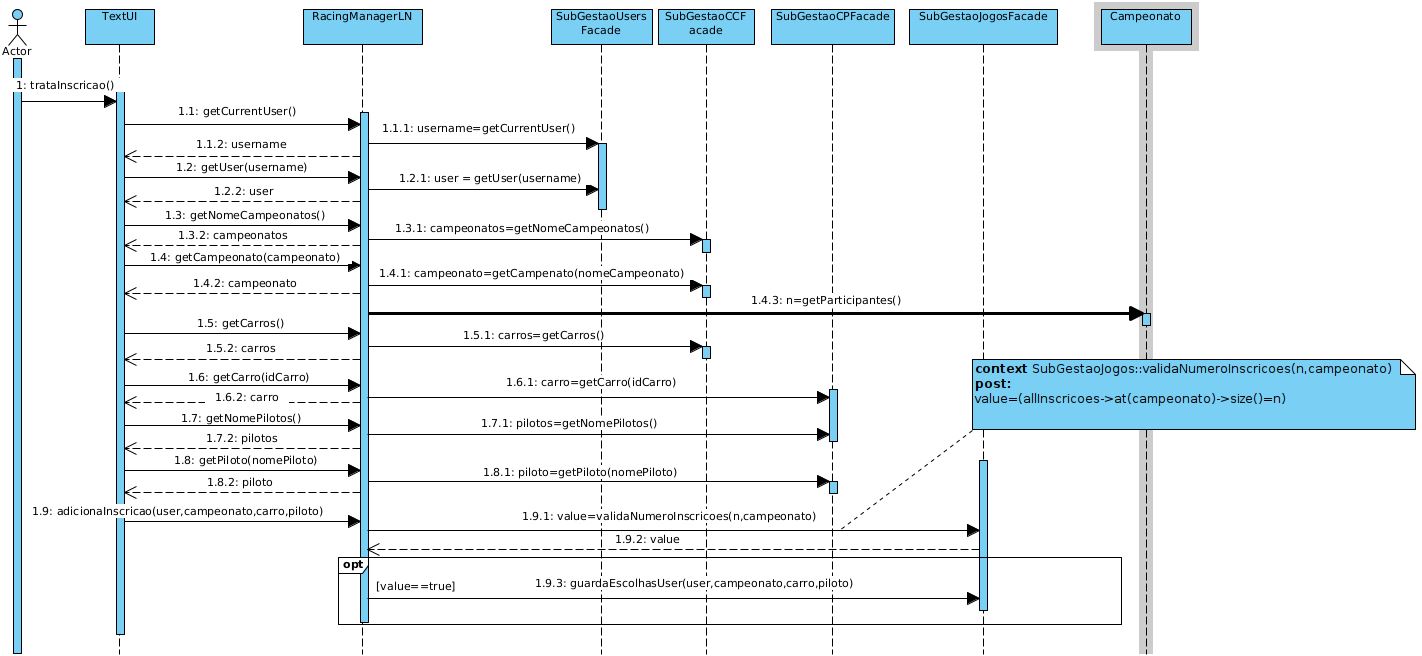 Actor
TextUI
RacingManagerLN
SubGestaoUsers
Facade
SubGestaoCCF
acade
SubGestaoCPFacade
SubGestaoJogosFacade
Campeonato
1: trataInscricao()
1.1: getCurrentUser()
1.1.1: username=getCurrentUser()
1.1.2: username
1.2: getUser(username)
1.2.1: user = getUser(username)
1.2.2: user
1.3: getNomeCampeonatos()
1.3.1: campeonatos=getNomeCampeonatos()
1.3.2: campeonatos
1.4: getCampeonato(campeonato)
1.4.1: campeonato=getCampenato(nomeCampeonato)
1.4.2: campeonato
1.4.3: n=getParticipantes()
1.5: getCarros()
1.5.1: carros=getCarros()
1.5.2: carros
1.6: getCarro(idCarro)
1.6.1: carro=getCarro(idCarro)
1.6.2: carro
1.7: getNomePilotos()
1.7.1: pilotos=getNomePilotos()
1.7.2: pilotos
1.8: getPiloto(nomePiloto)
1.8.1: piloto=getPiloto(nomePiloto)
1.8.2: piloto
context SubGestaoJogos::validaNumeroInscricoes(n,campeonato)
post:
value=(allInscricoes->at(campeonato)->size()=n)
1.9: adicionaInscricao(user,campeonato,carro,piloto)
1.9.1: value=validaNumeroInscricoes(n,campeonato)
1.9.2: value
opt
[value==true]
1.9.3: guardaEscolhasUser(user,campeonato,carro,piloto)